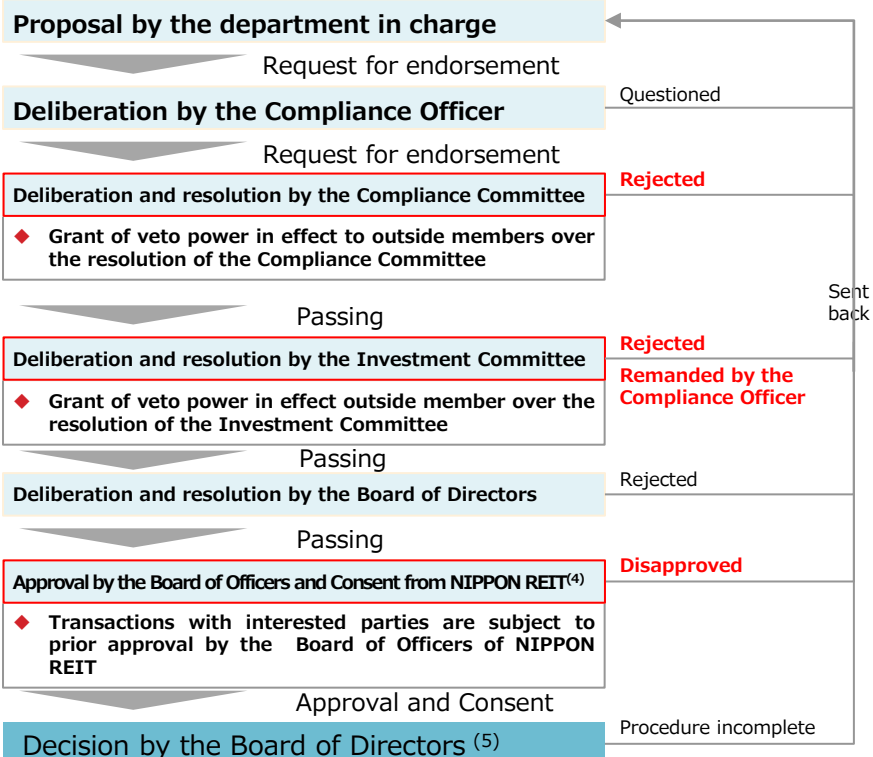 Proposal by the department in charge
Request for endorsement
Deliberation by the Compliance Officer
Questioned
Request for endorsement
Deliberation and resolution by the Compliance Committee
Rejected
◆ Grant of veto power in effect to outside members over
the resolution of the Compliance Committee
Sent
back
Passing
Deliberation and resolution by the Investment Committee
Rejected
Remanded by the
Compliance Officer
◆ Grant of veto power in effect outside member over the
resolution of the Investment Committee
Passing
Deliberation and resolution by the Board of Directors
Rejected
Passing
Approval by the Board of Officers and Consent from NIPPON REIT(4)
Disapproved
◆ Transactions with interested parties are subject to
prior approval by the Board of Officers of NIPPON
REIT
Approval and Consent
Decision by the Board of Directors (5)
Procedure incomplete